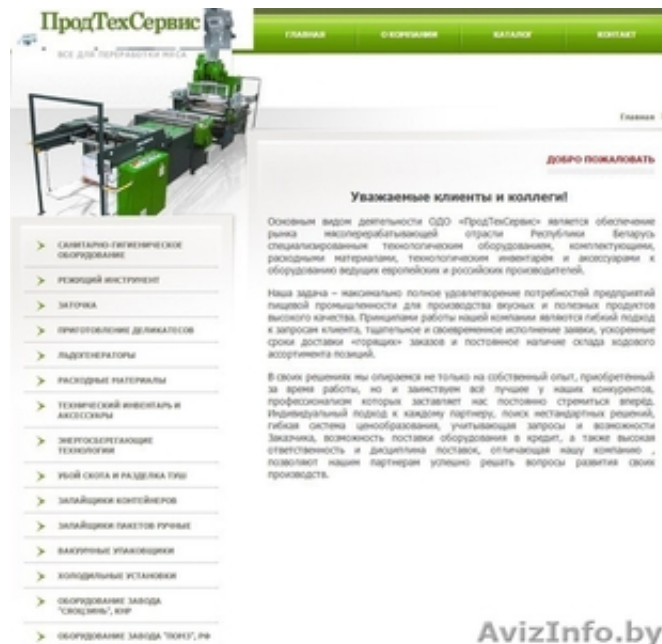 ПродТехСервис
ВСЕ ДЛЯ ПЕРЕРАБОТКИ МЯСА
ГЛАВНАЯ О КОМПАНИИ КАТАЛОГ КОНТАКТ
Главная
ДОБРО ПОЖАЛОВАТЬ
Уважаемые клиенты и коллеги!
Основным видом деятельности ОДО «ПродТехСервис» является обеспечение
рынка мясоперерабатывающей отрасли Республики Беларусь
специализированным технологическим оборудованием, комплектующими,
расходными материалами, технологическим инвентарём и аксессуарами к
оборудованию ведущих европейских и российских производителей.
Наша задача – максимально полное удовлетворение потребностей предприятий
пищевой промышленности для производства вкусных и полезных продуктов
высокого качества. Принципами работы нашей компании являются гибкий подход
к запросам клиента, тщательное и своевременное исполнение заявки, ускоренные
сроки доставки «горящих» заказов и постоянное наличие склада ходового
ассортимента позиций.
В своих решениях мы опираемся не только на собственный опыт, приобретённый
за время работы, но и заимствуем всё лучшее у наших конкурентов,
профессионализм которых заставляет нас постоянно стремиться вперёд.
Индивидуальный подход к каждому партнеру, поиск нестандартных решений,
гибкая система ценообразования, учитывающая запросы и возможности
Заказчика, возможность поставки оборудования в кредит, а также высокая
ответственность и дисциплина поставок, отличающая нашу компанию ,
позволяют нашим партнерам успешно решать вопросы развития своих
производств.
САНИТАРНО-ГИГИЕНИЧЕСКОЕ
ОБОРУДОВАНИЕ
РЕЖУЩИЙ ИНСТРУМЕНТ
ЗАТОЧКА
ПРИГОТОВЛЕНИЕ ДЕЛИКАТЕСОВ
ЛЬДОГЕНЕРАТОРЫ
РАСХОДНЫЕ МАТЕРИАЛЫ
ТЕХНИЧЕСКИЙ ИНВЕНТАРЬ И
АКСЕССУАРЫ
ЭНЕРГОСБЕРЕГАЮЩИЕ
ТЕХНОЛОГИИ
УБОЙ СКОТА И РАЗДЕЛКА ТУШ
ЗАПАЙЩИКИ КОНТЕЙНЕРОВ
ЗАПАЙЩИКИ ПАКЕТОВ РУЧНЫЕ
ВАКУУМНЫЕ УПАКОВЩИКИ
ХОЛОДИЛЬНЫЕ УСТАНОВКИ
ОБОРУДОВАНИЕ ЗАВОДА
КНР
ОБОРУДОВАНИЕ ЗАВОДА РФ
AvizInfo.by